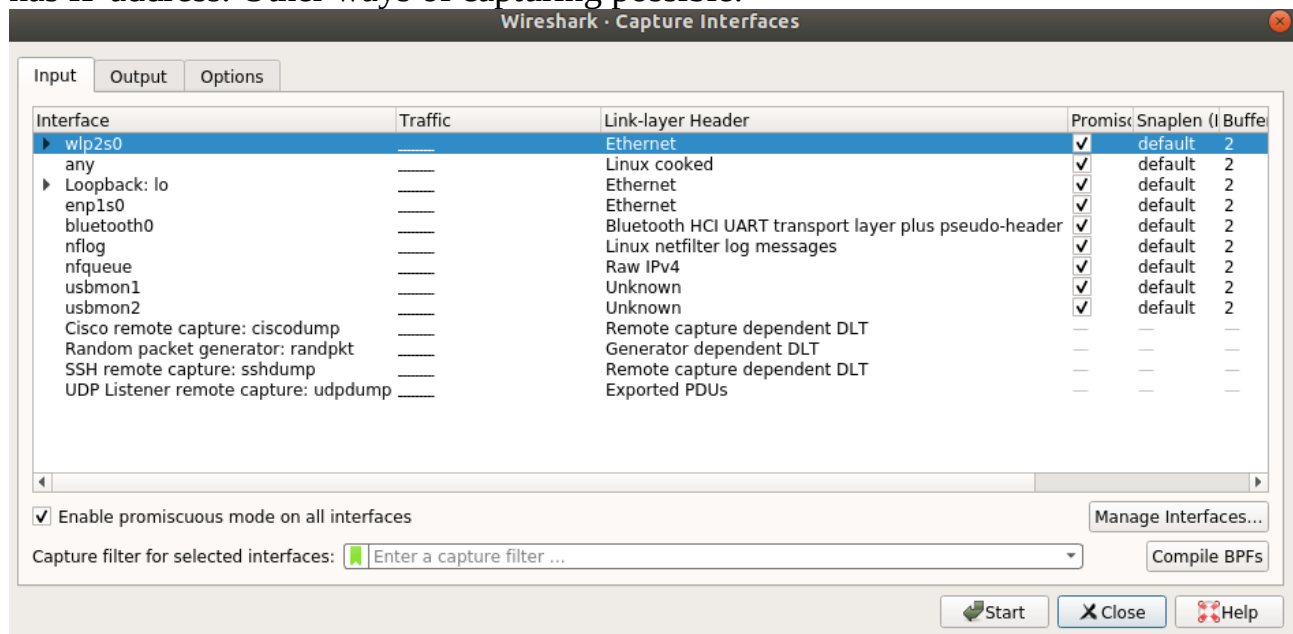 Wireshark · Capture Interfaces
Input Output Options
Interface Traffic Link-layer Header Promisc Snaplen (I Buffer
wlp2s0 Ethernet default 2
any Linux cooked default 2
Loopback: lo Ethernet default 2
enp1s0 Ethernet default 2
bluetooth0 Bluetooth HCI UART transport layer plus pseudo-header default 2
nflog Linux netfilter log messages default 2
nfqueue Raw IPv4 default 2
usbmon1 Unknown default 2
usbmon2 Unknown default 2
Cisco remote capture: ciscodump Remote capture dependent DLT — — —
Random packet generator: randpkt Generator dependent DLT — — —
SSH remote capture: sshdump Remote capture dependent DLT — — —
UDP Listener remote capture: udpdump Exported PDUs — — —
Enable promiscuous mode on all interfaces Manage Interfaces...
Capture filter for selected interfaces: Enter a capture filter ... Compile BPFs
Start Close Help